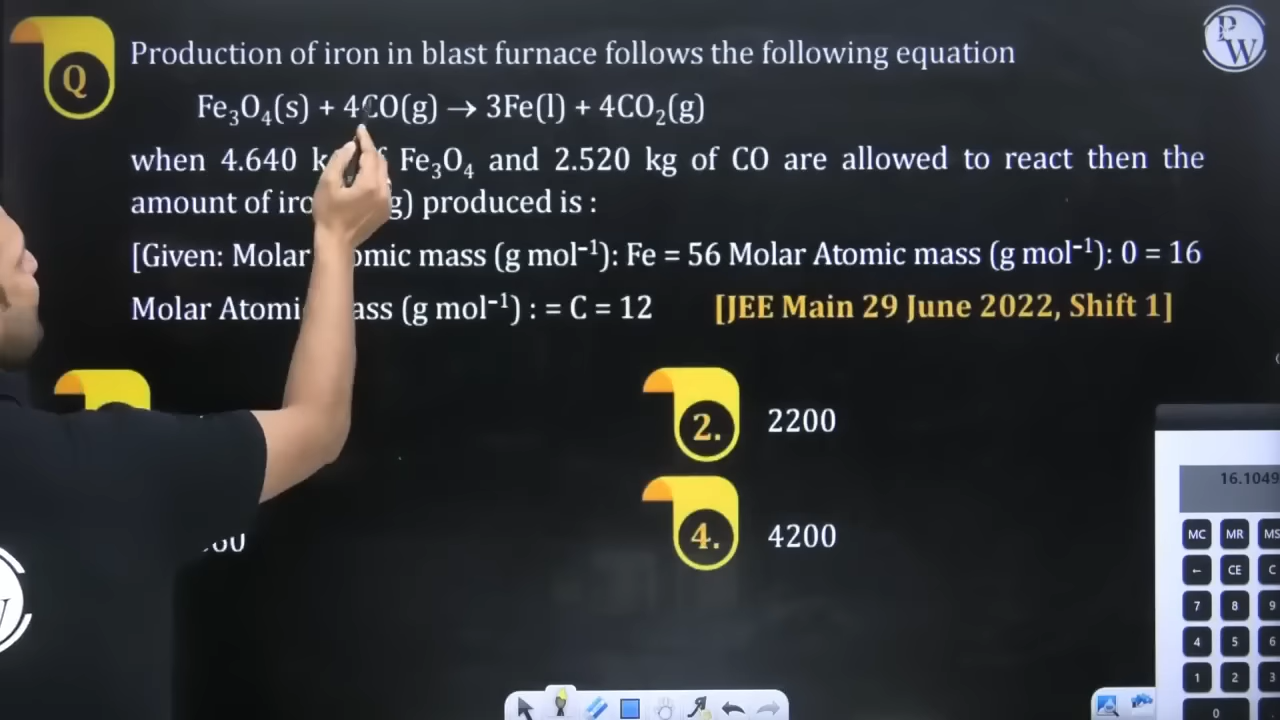 Q
Production of iron in blast furnace follows the following equation
Fe₃O₄(s) + 4CO(g) → 3Fe(l) + 4CO₂(g)
when 4.640 Fe₃O₄ and 2.520 kg of CO are allowed to react then the
amount of produced is :
[Given: Molar mass (g mol⁻¹): Fe = 56 Molar Atomic mass (g mol⁻¹): 0 = 16
Molar (g mol⁻¹) : = C = 12 [JEE Main 29 June 2022, Shift 1]
2. 2200
4. 4200
PW
16.1049
MC MR MS
← CE C
7 8 9
4 5 6
1 2 3
0